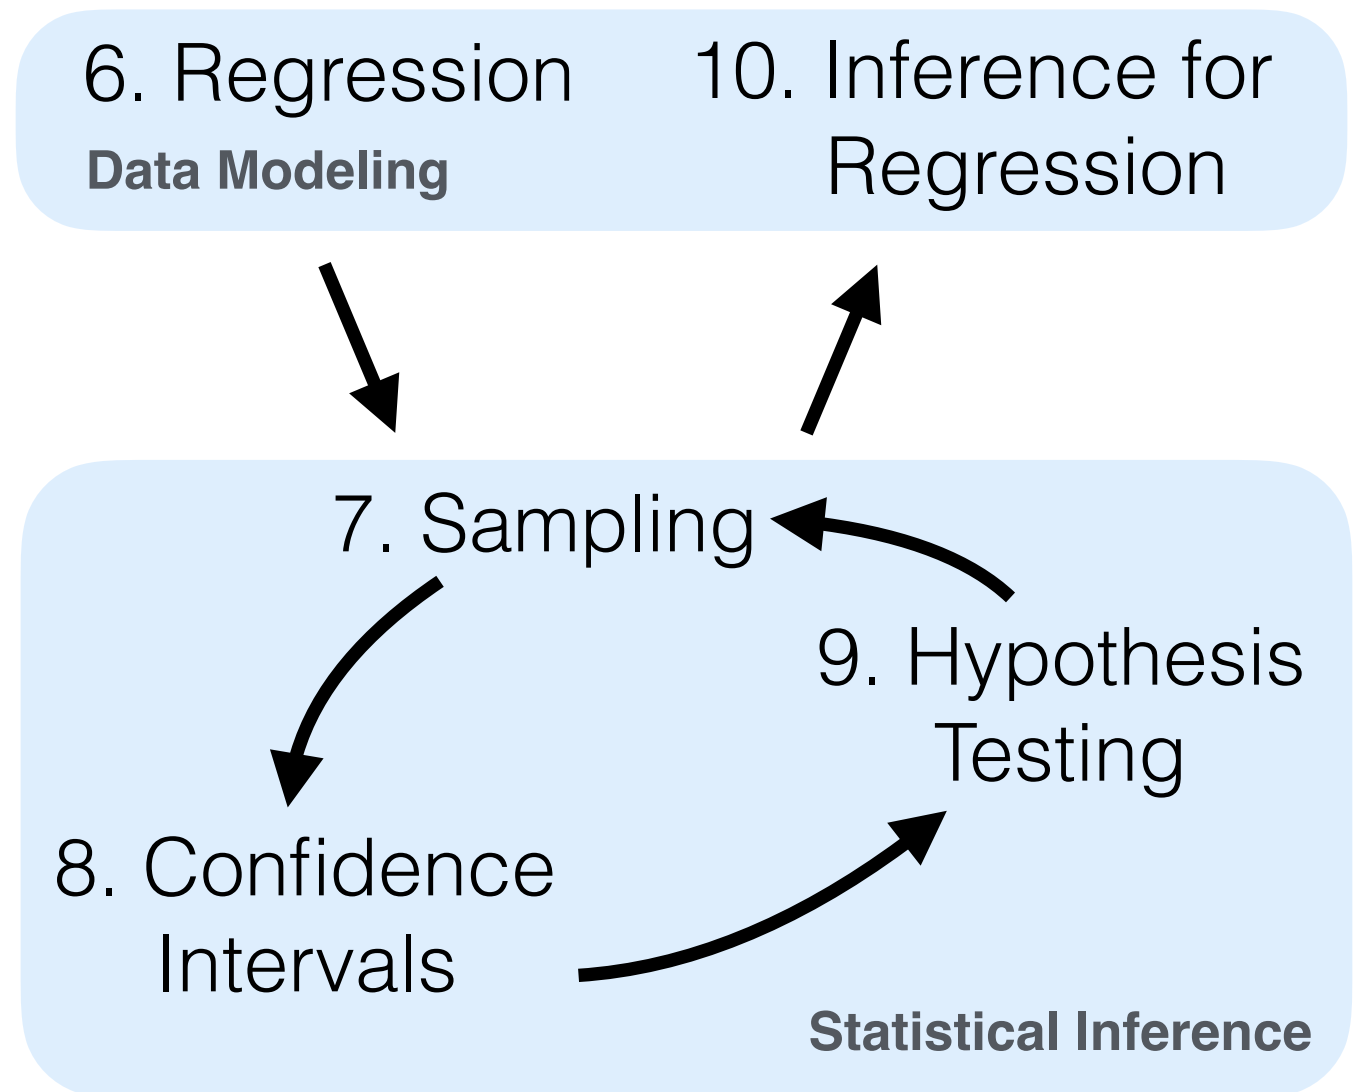 6. Regression
Data Modeling
10. Inference for
Regression
7. Sampling
9. Hypothesis
Testing
8. Confidence
Intervals
Statistical Inference